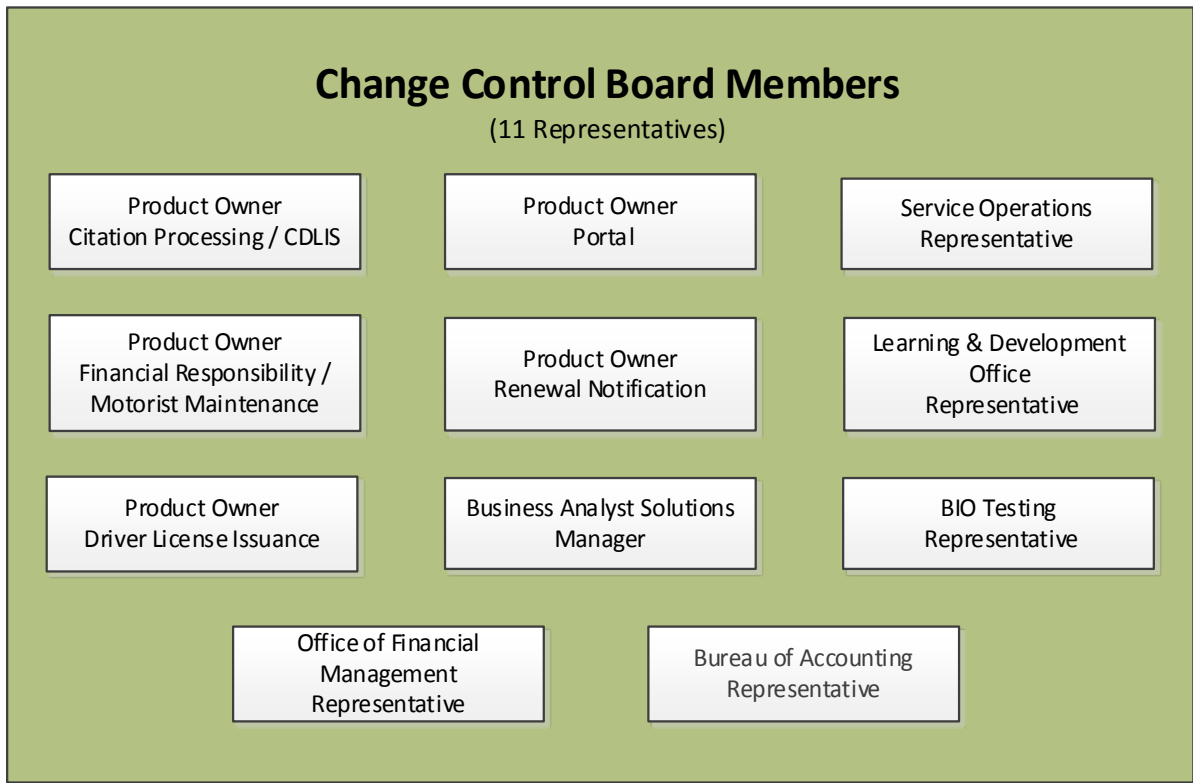 Change Control Board Members
(11 Representatives)
Product Owner
Citation Processing / CDLIS
Product Owner
Portal
Service Operations
Representative
Product Owner
Financial Responsibility /
Motorist Maintenance
Product Owner
Renewal Notification
Learning & Development
Office
Representative
Product Owner
Driver License Issuance
Business Analyst Solutions
Manager
BIO Testing
Representative
Office of Financial
Management
Representative
Bureau of Accounting
Representative